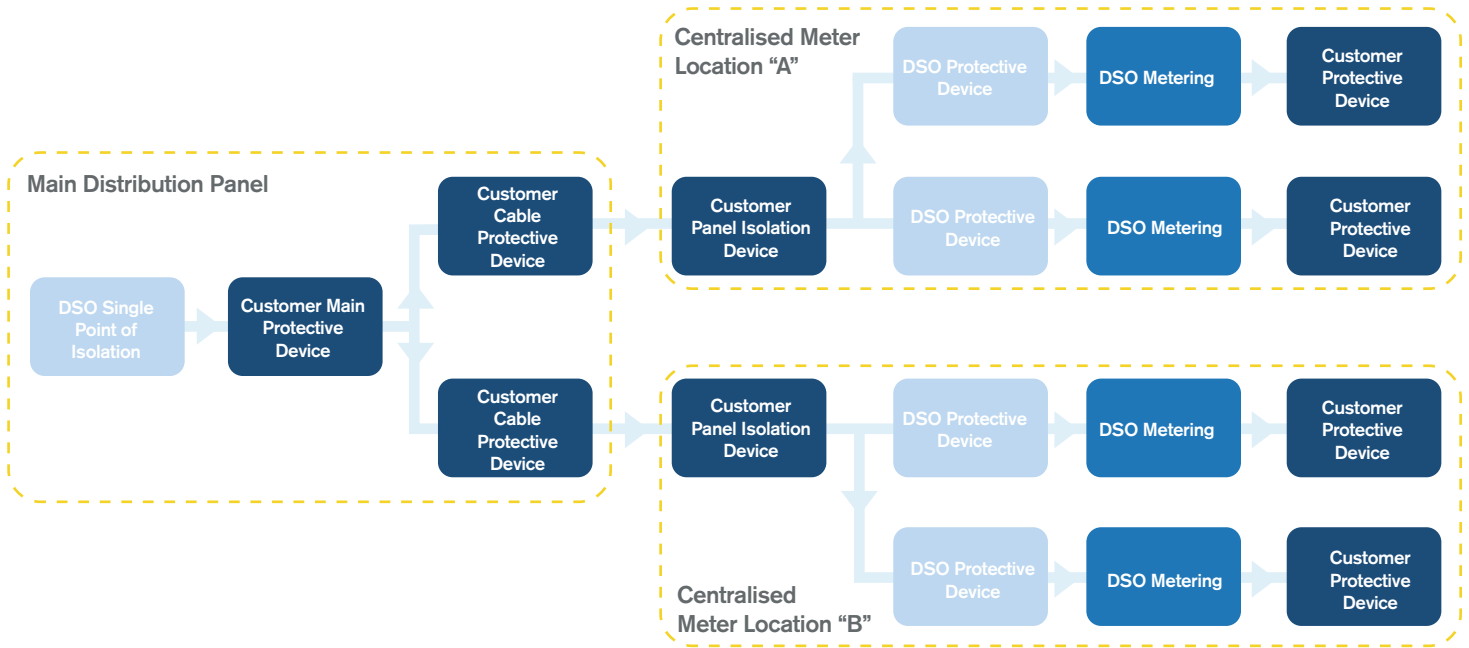 Main Distribution Panel
DSO Single
Point of
Isolation
Customer Main
Protective
Device
Customer
Cable
Protective
Device
Customer
Cable
Protective
Device
Centralised Meter
Location “A”
Customer
Panel Isolation
Device
DSO Protective
Device
DSO Metering
Customer
Protective
Device
DSO Protective
Device
DSO Metering
Customer
Protective
Device
Customer
Panel Isolation
Device
DSO Protective
Device
DSO Metering
Customer
Protective
Device
DSO Protective
Device
DSO Metering
Customer
Protective
Device
Centralised
Meter Location “B”